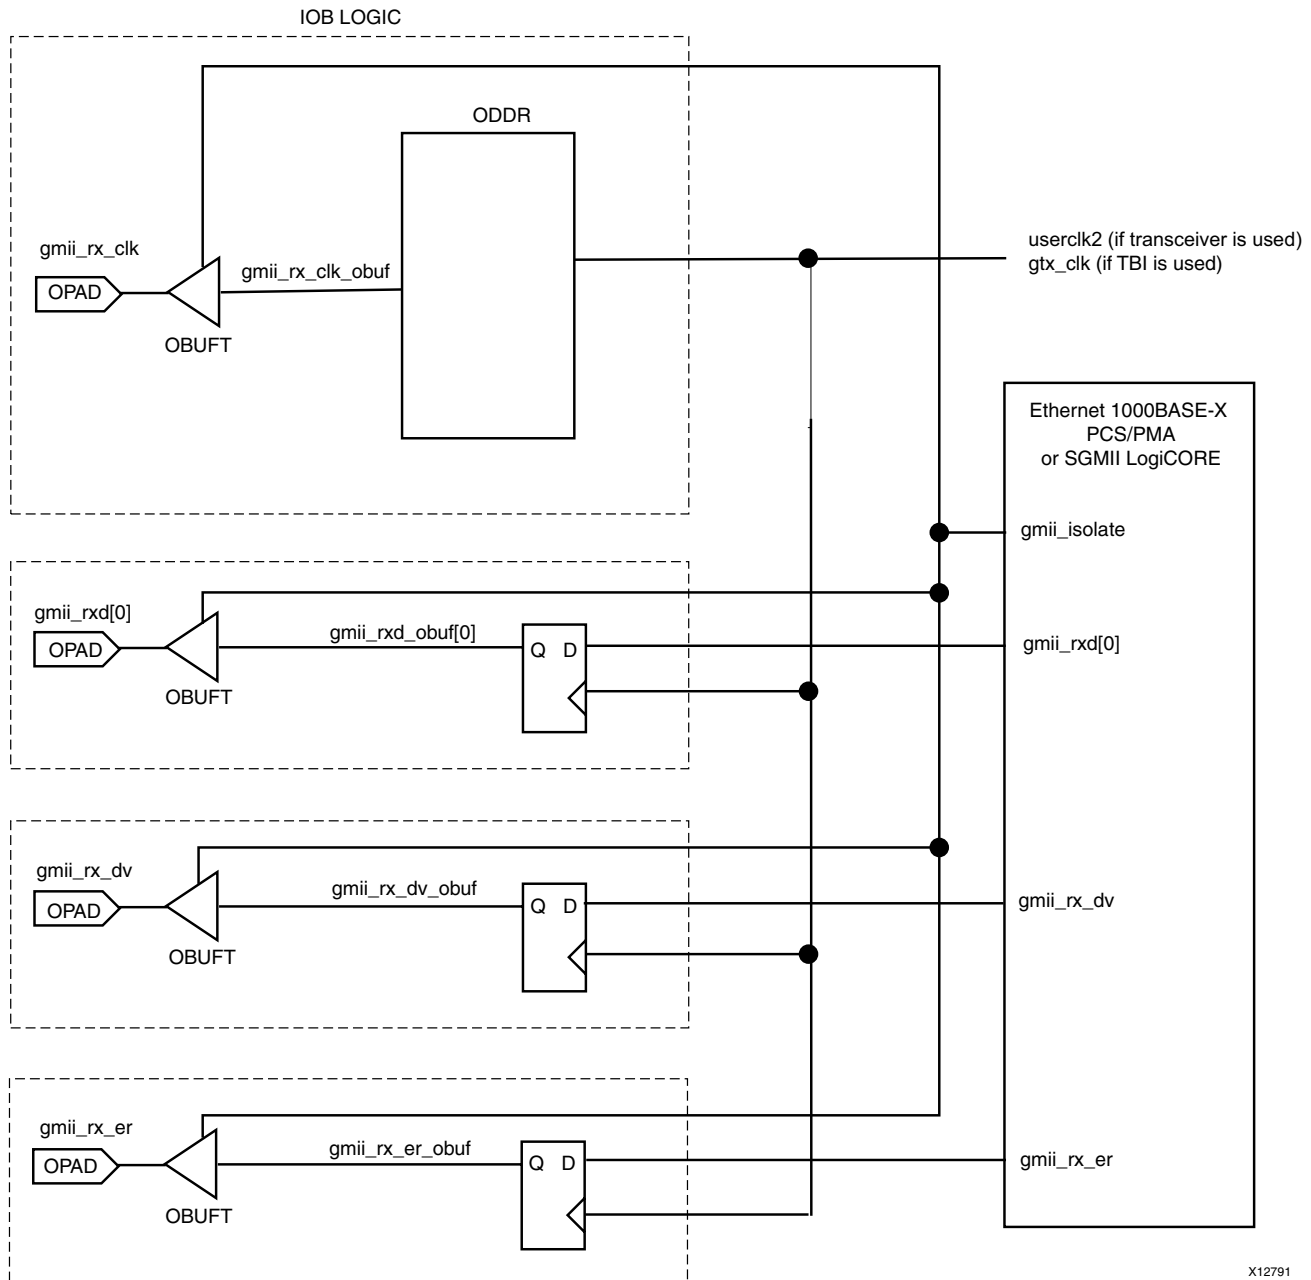 IOB LOGIC
ODDR
gmii_rx_clk
OPAD
gmii_rx_clk_obuf
OBUFT
userclk2 (if transceiver is used)
gtx_clk (if TBI is used)
Ethernet 1000BASE-X
PCS/PMA
or SGMII LogiCORE
gmii_isolate
gmii_rxd[0]
OPAD
gmii_rxd_obuf[0]
Q D
OBUFT
gmii_rxd[0]
gmii_rx_dv
OPAD
gmii_rx_dv_obuf
Q D
OBUFT
gmii_rx_dv
gmii_rx_er
OPAD
gmii_rx_er_obuf
Q D
OBUFT
gmii_rx_er
X12791